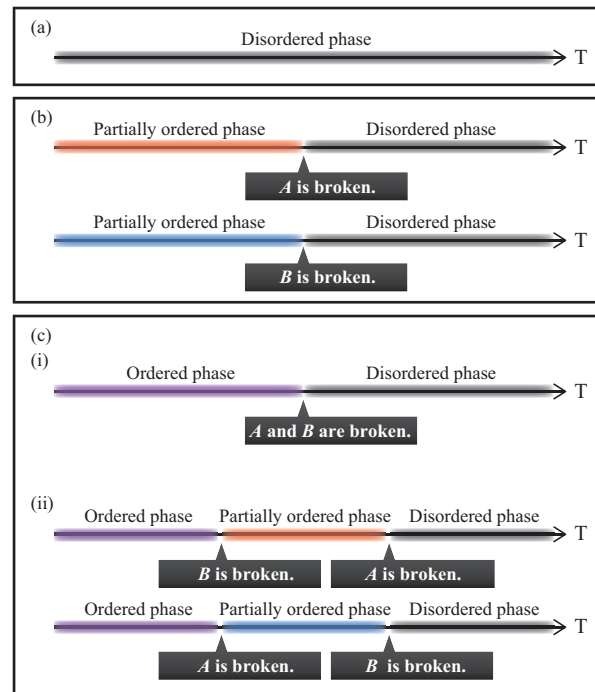 (a)
Disordered phase
T
(b)
Partially ordered phase Disordered phase
T
A is broken.
Partially ordered phase Disordered phase
T
B is broken.
(c)
(i)
Ordered phase Disordered phase
T
A and B are broken.
(ii)
Ordered phase Partially ordered phase Disordered phase
T
B is broken. A is broken.
Ordered phase Partially ordered phase Disordered phase
T
A is broken. B is broken.